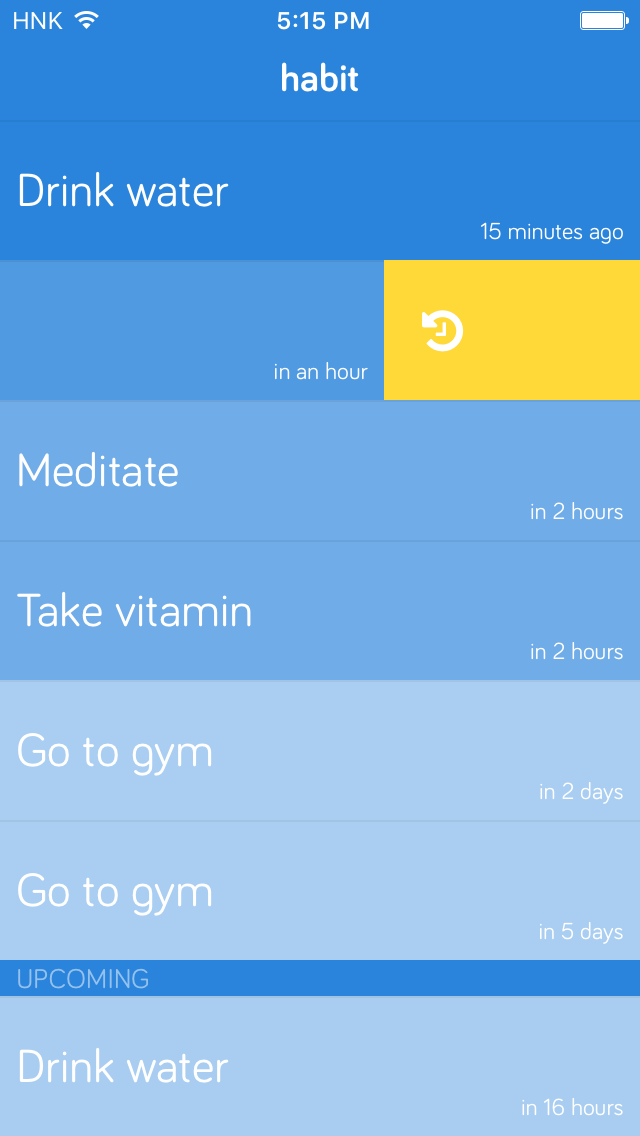 HNK 5:15 PM
habit
Drink water
15 minutes ago
in an hour
Meditate
in 2 hours
Take vitamin
in 2 hours
Go to gym
in 2 days
Go to gym
in 5 days
UPCOMING
Drink water
in 16 hours